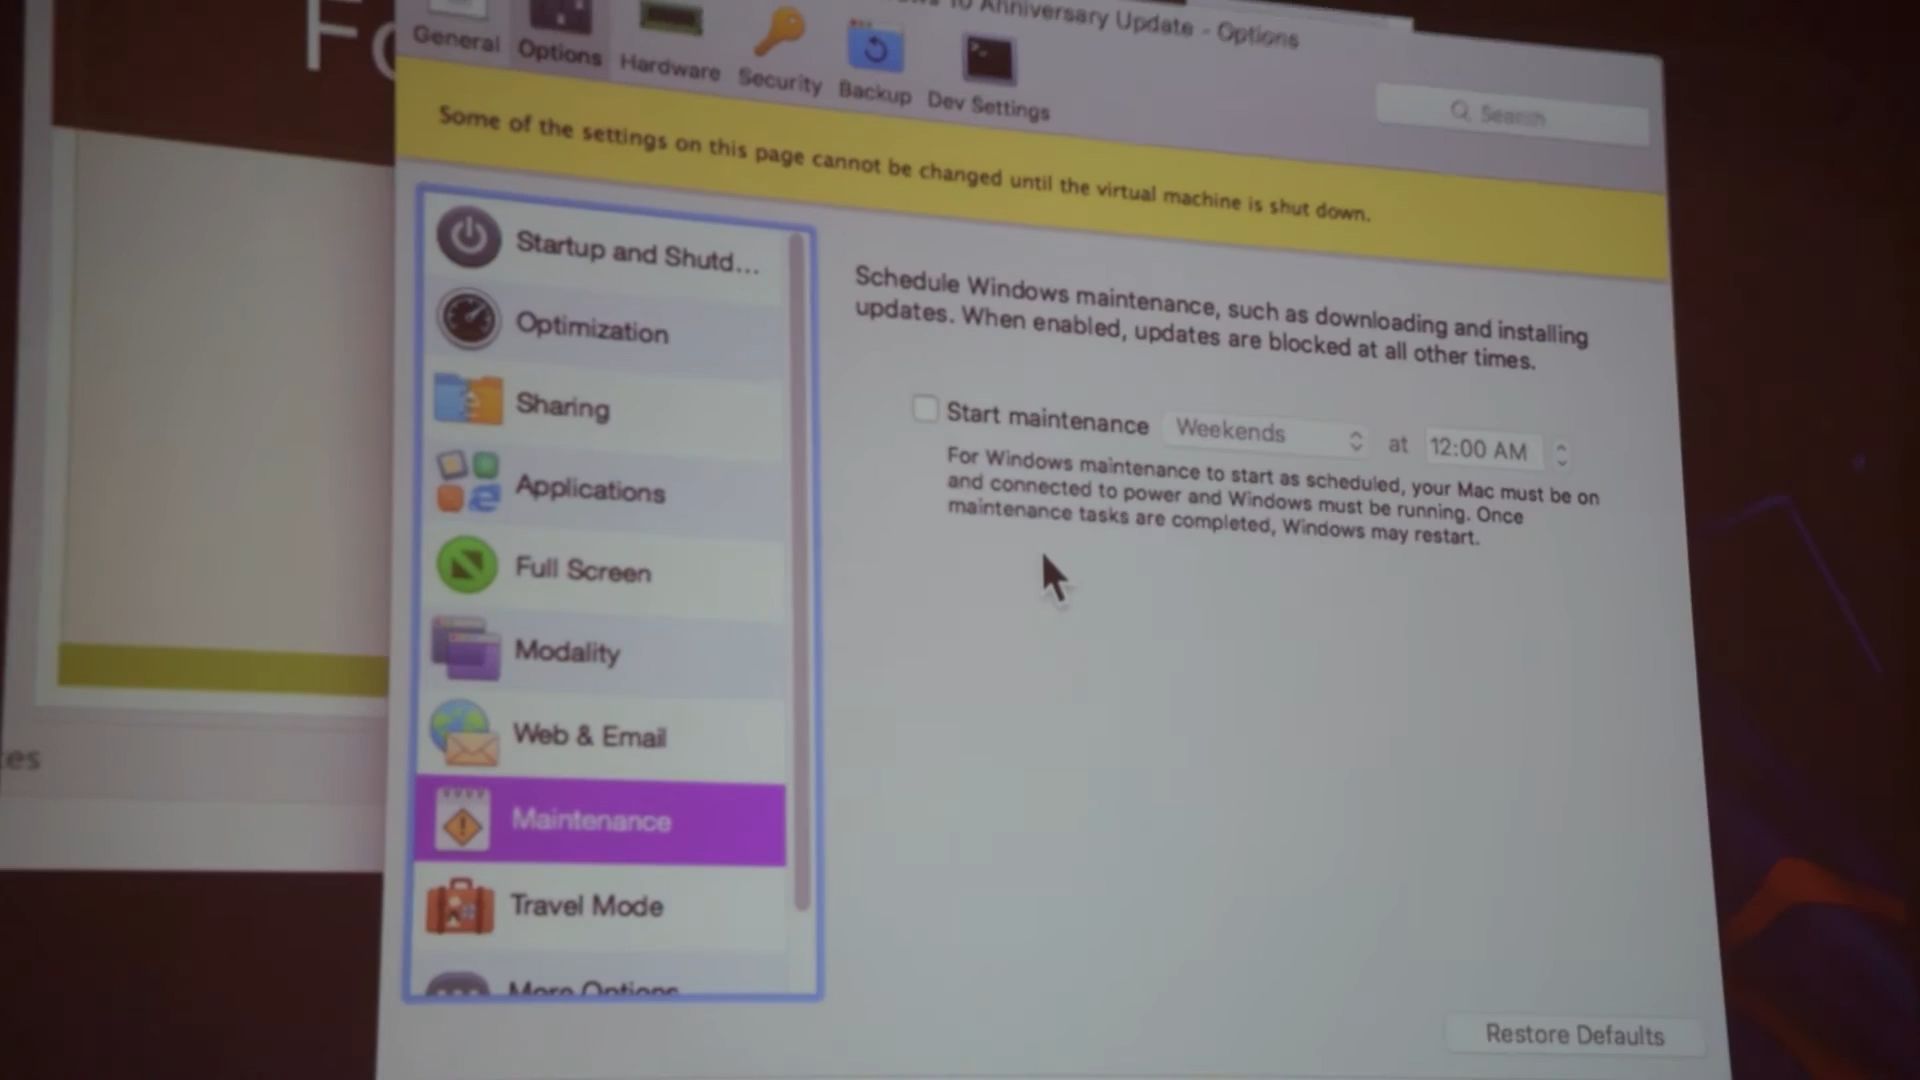 10 Anniversary Update - Options
General
Options
Hardware
Security
Backup
Dev Settings
Search
Some of the settings on this page cannot be changed until the virtual machine is shut down.
Startup and Shutd...
Optimization
Sharing
Applications
Full Screen
Modality
Web & Email
Maintenance
Travel Mode
More Options
Schedule Windows maintenance, such as downloading and installing
updates. When enabled, updates are blocked at all other times.
Start maintenance Weekends at 12:00 AM
For Windows maintenance to start as scheduled, your Mac must be on
and connected to power and Windows must be running. Once
maintenance tasks are completed, Windows may restart.
Restore Defaults